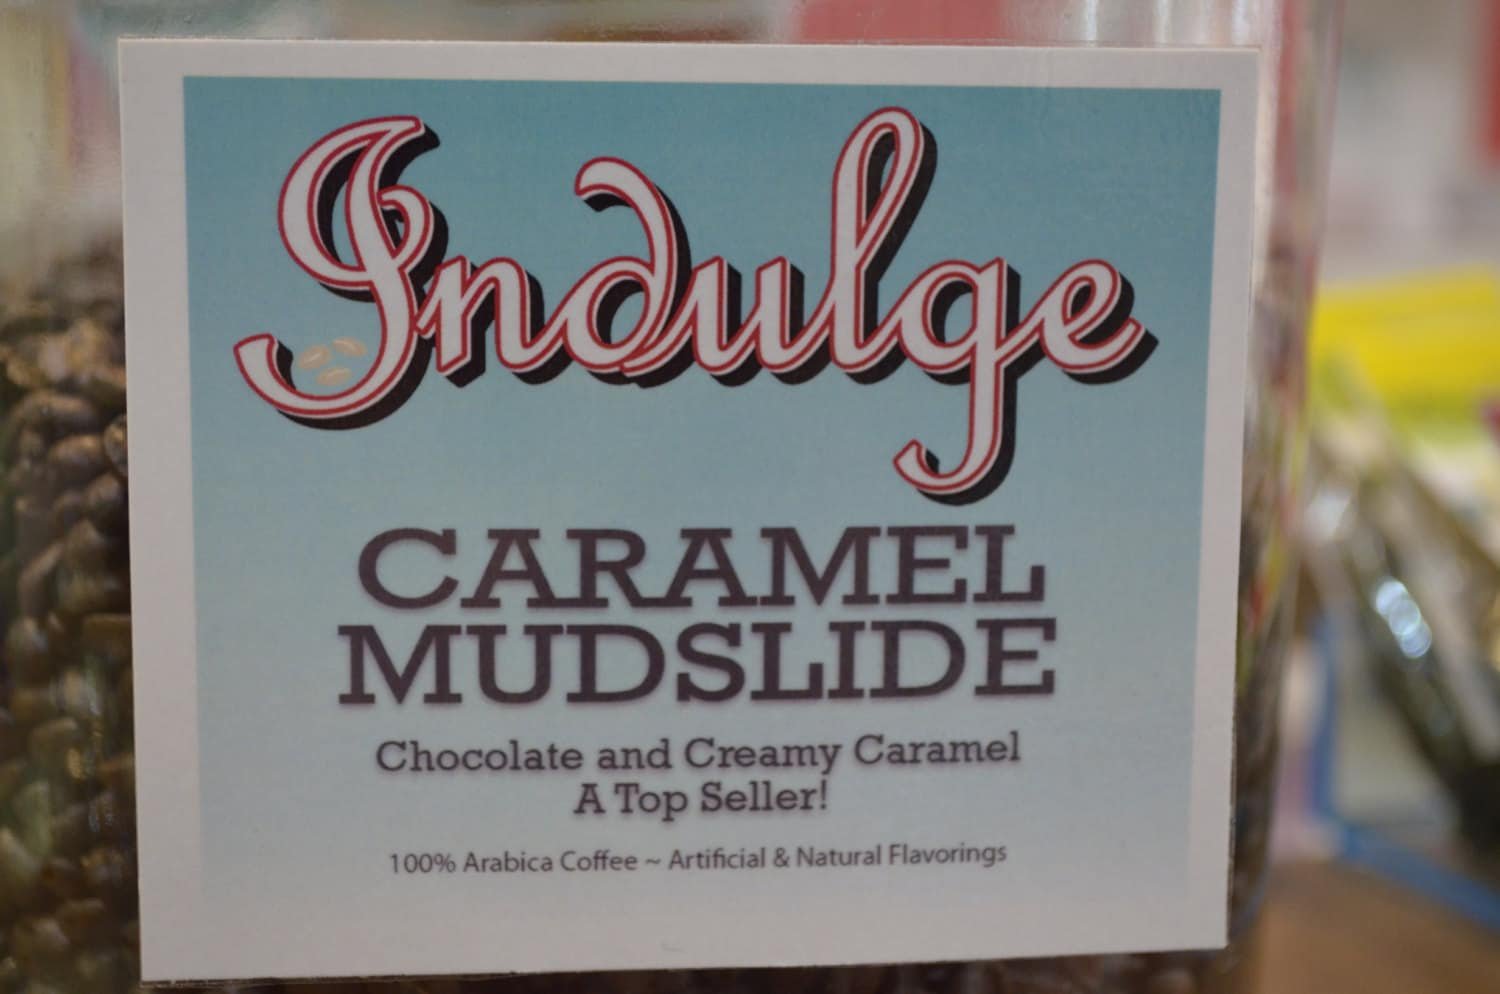 Indulge
CARAMEL
MUDSLIDE
Chocolate and Creamy Caramel
A Top Seller!
100% Arabica Coffee ~ Artificial & Natural Flavorings